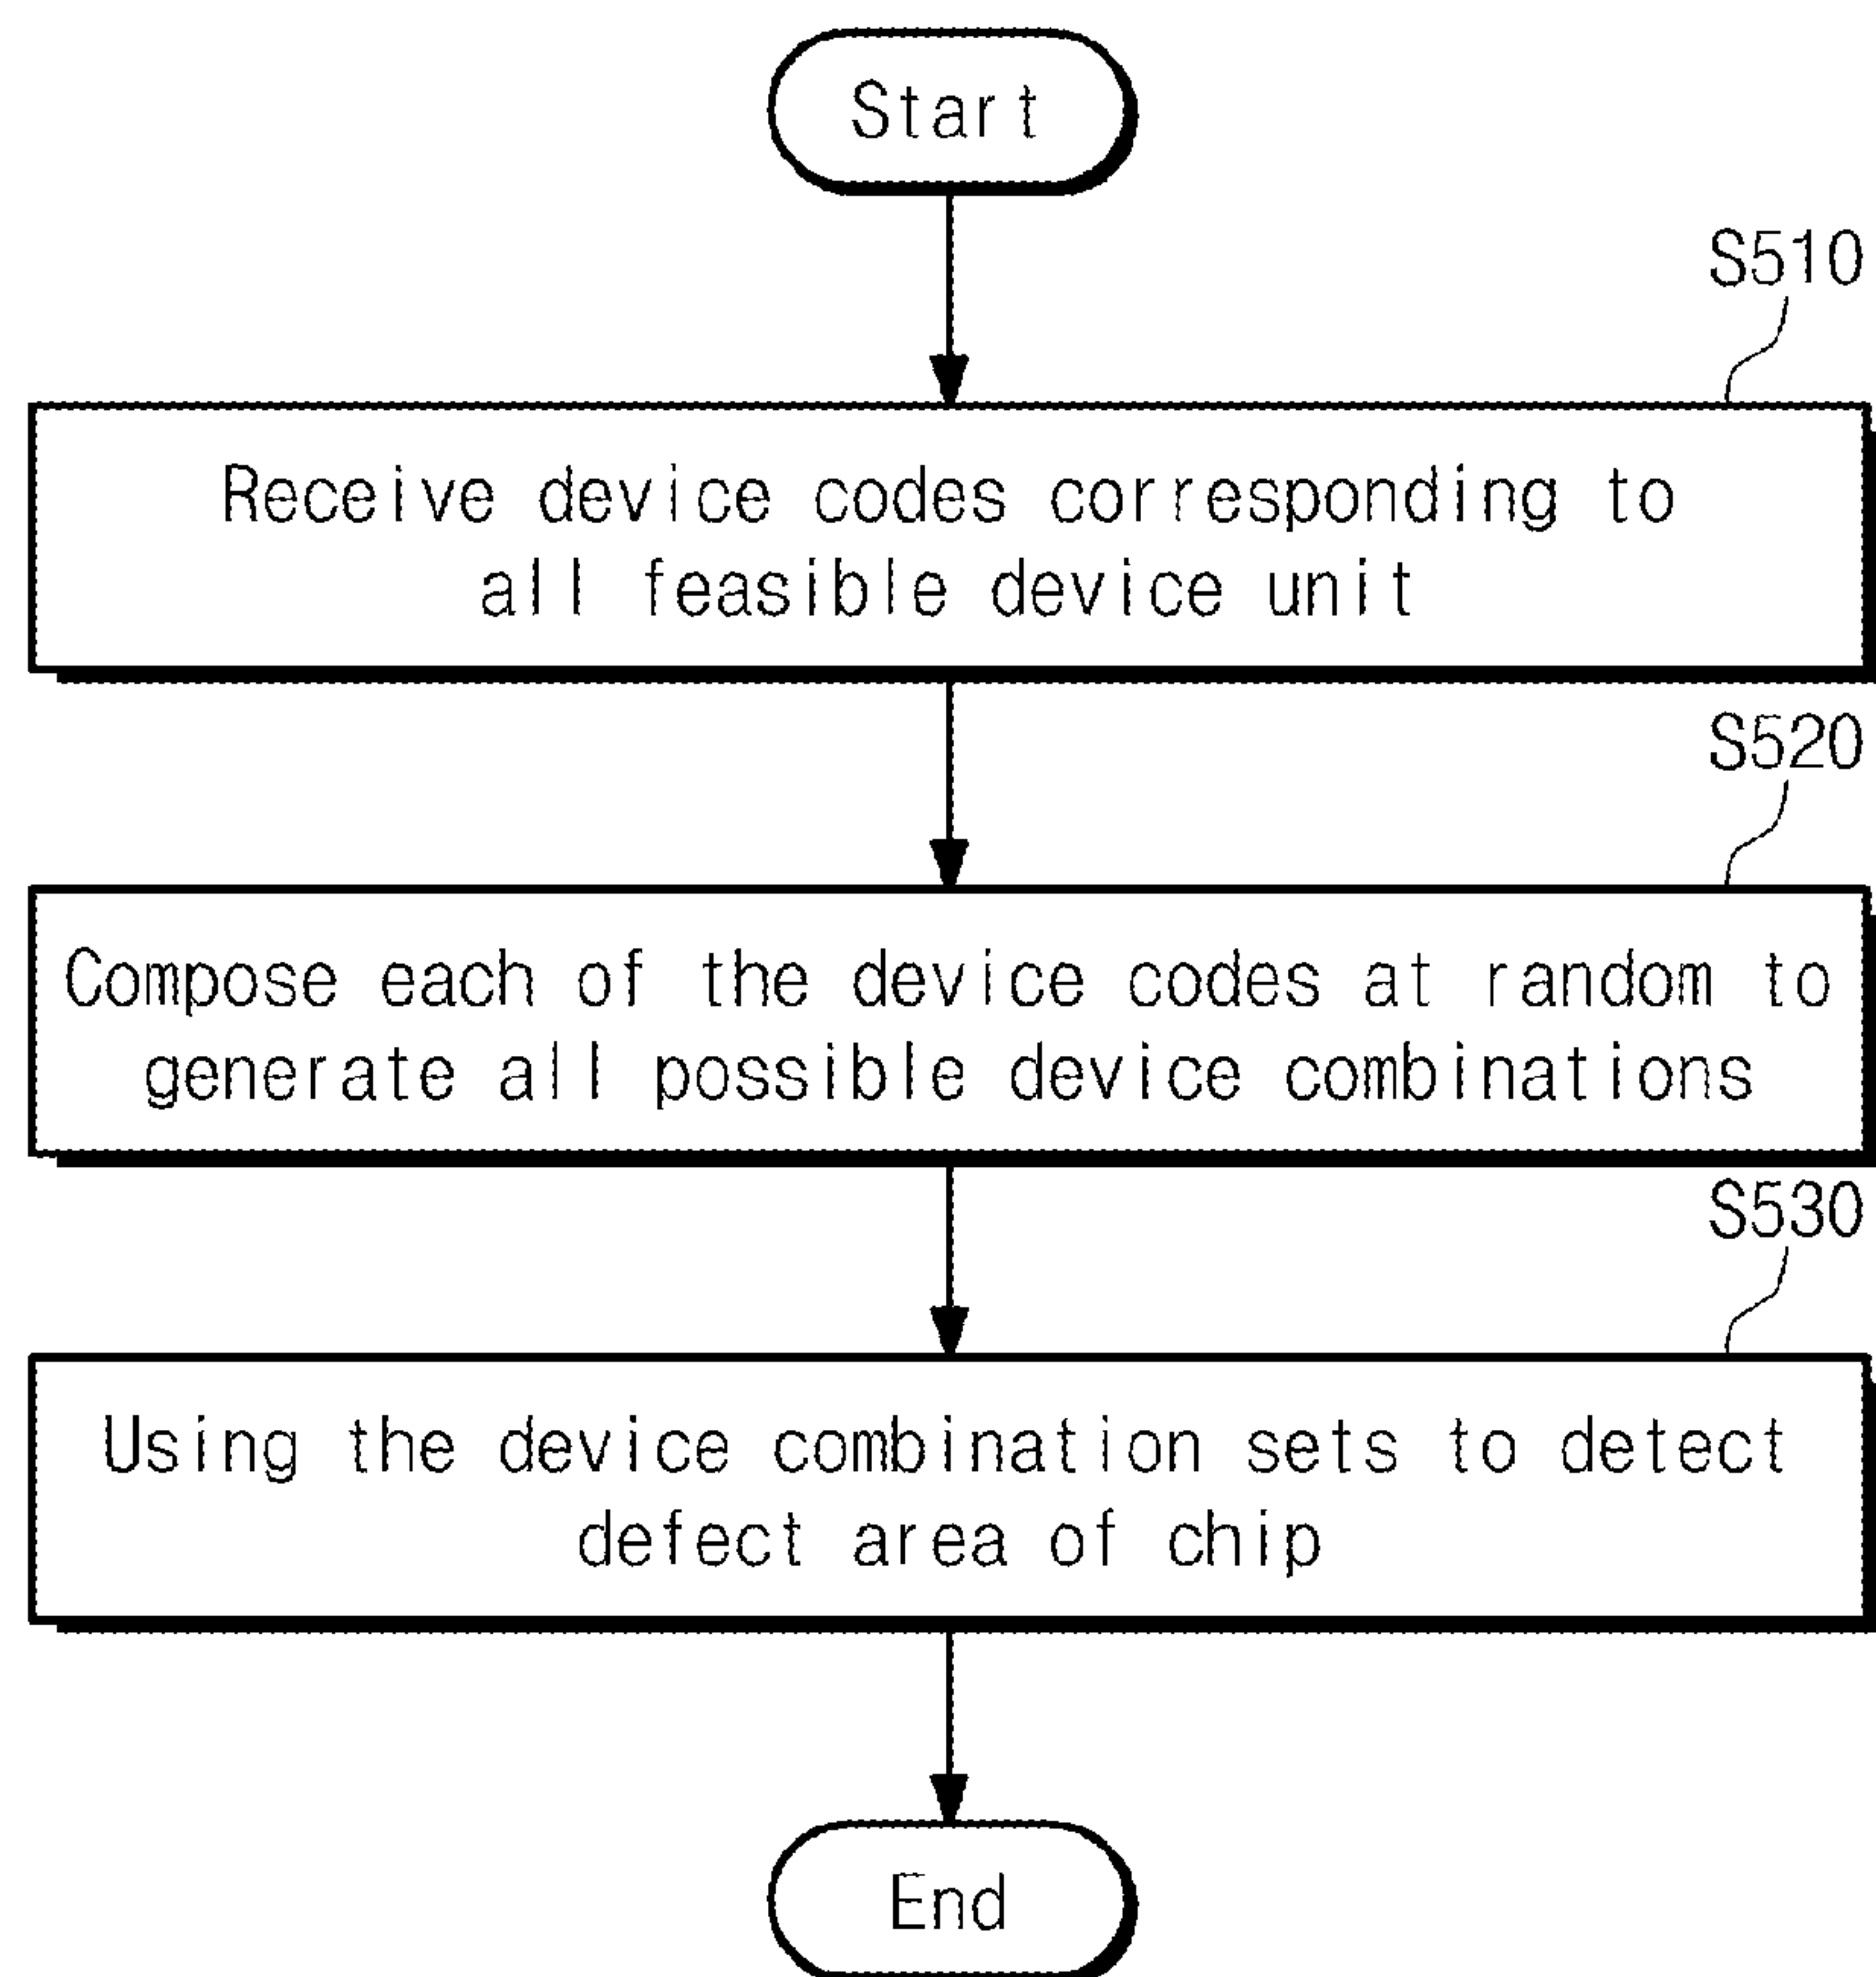 Start
S510
Receive device codes corresponding to
all feasible device unit
S520
Compose each of the device codes at random to
generate all possible device combinations
S530
Using the device combination sets to detect
defect area of chip
End